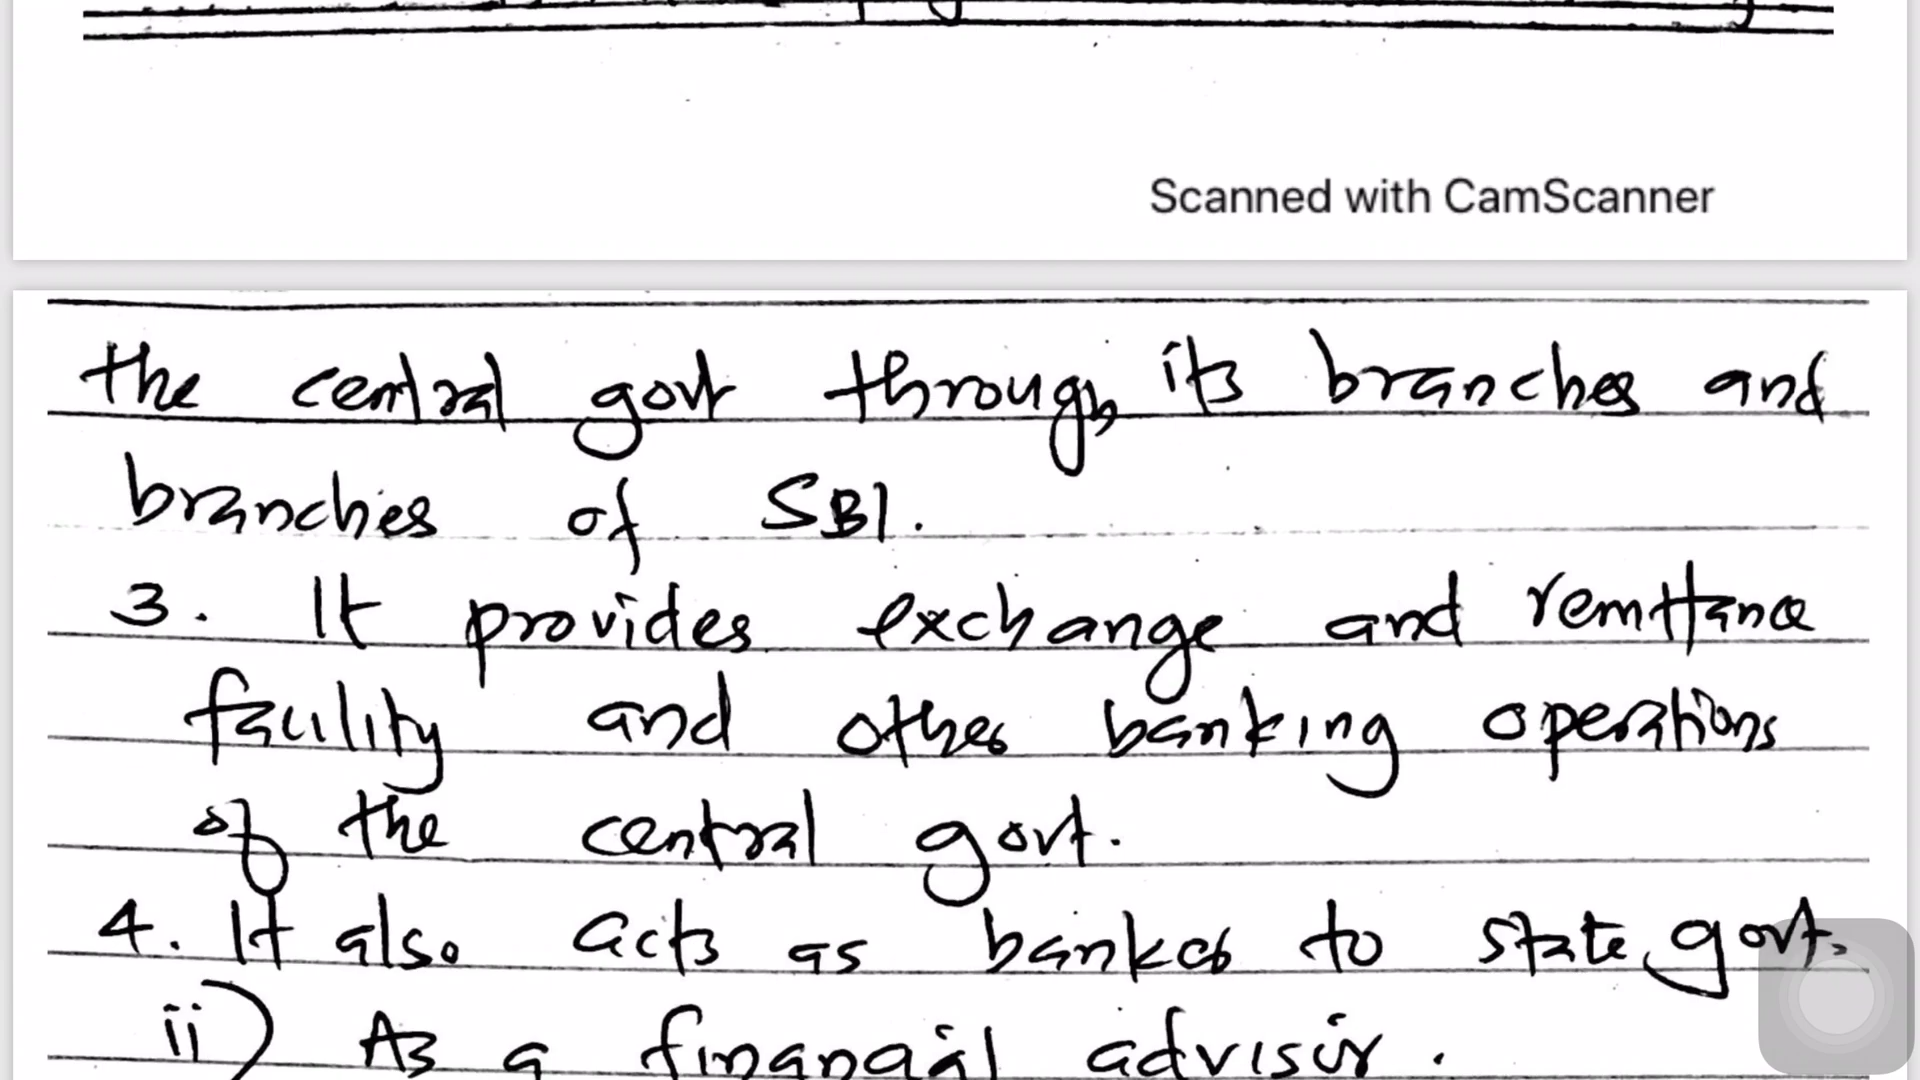 Scanned with CamScanner
the central govt through its branches and
branches of SBI.
3. It provides exchange and remittance
facility and other banking operations
of the central govt.
4. It also acts as banker to state govt.
ii) As a financial advisor.